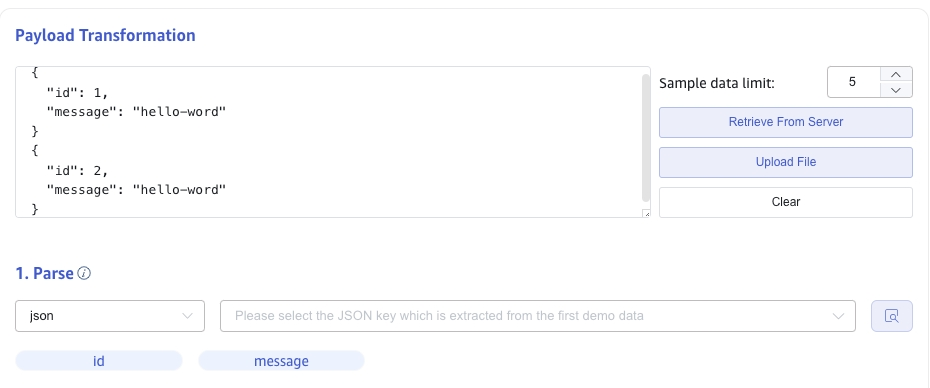 Payload Transformation
{
"id": 1,
"message": "hello-word"
}
{
"id": 2,
"message": "hello-word"
}
Sample data limit: 5
Retrieve From Server
Upload File
Clear
1. Parse
json
Please select the JSON key which is extracted from the first demo data
id message